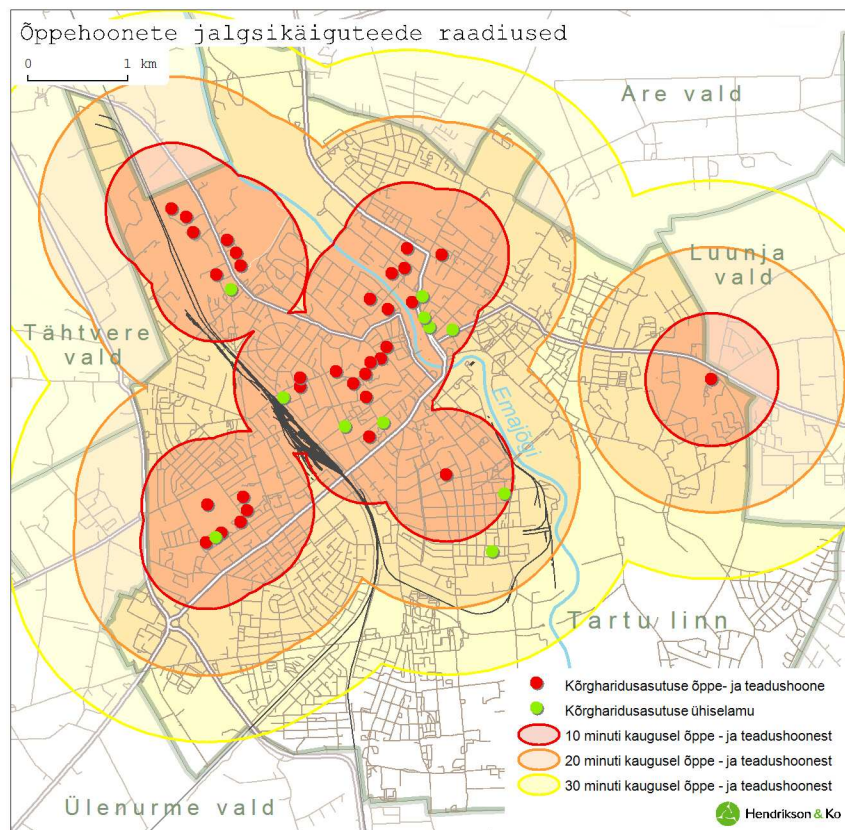 Õppehoonete jalgsikäiguteede raadiused
0 1 km
Are vald
Luunja
vald
Tähtvere
vald
Emajõgi
Tartu linn
Ülenurme vald
Kõrgharidusasutuse õppe- ja teadushoone
Kõrgharidusasutuse ühiselamu
10 minuti kaugusel õppe - ja teadushoonest
20 minuti kaugusel õppe - ja teadushoonest
30 minuti kaugusel õppe - ja teadushoonest
Hendrikson & Ko